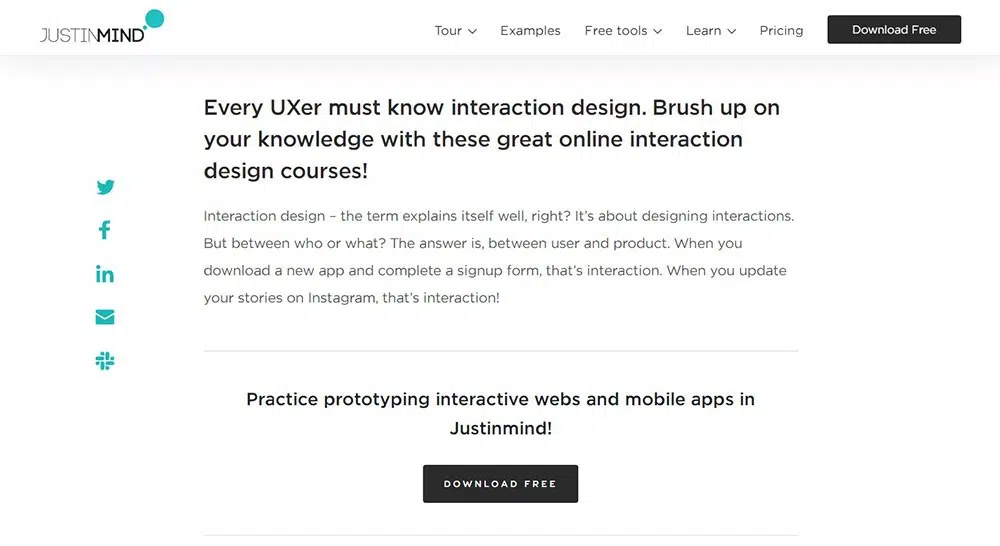 JUSTINMIND
Tour Examples Free tools Learn Pricing Download Free
Every UXer must know interaction design. Brush up on
your knowledge with these great online interaction
design courses!
Interaction design – the term explains itself well, right? It’s about designing interactions.
But between who or what? The answer is, between user and product. When you
download a new app and complete a signup form, that’s interaction. When you update
your stories on Instagram, that’s interaction!
Practice prototyping interactive webs and mobile apps in
Justinmind!
DOWNLOAD FREE